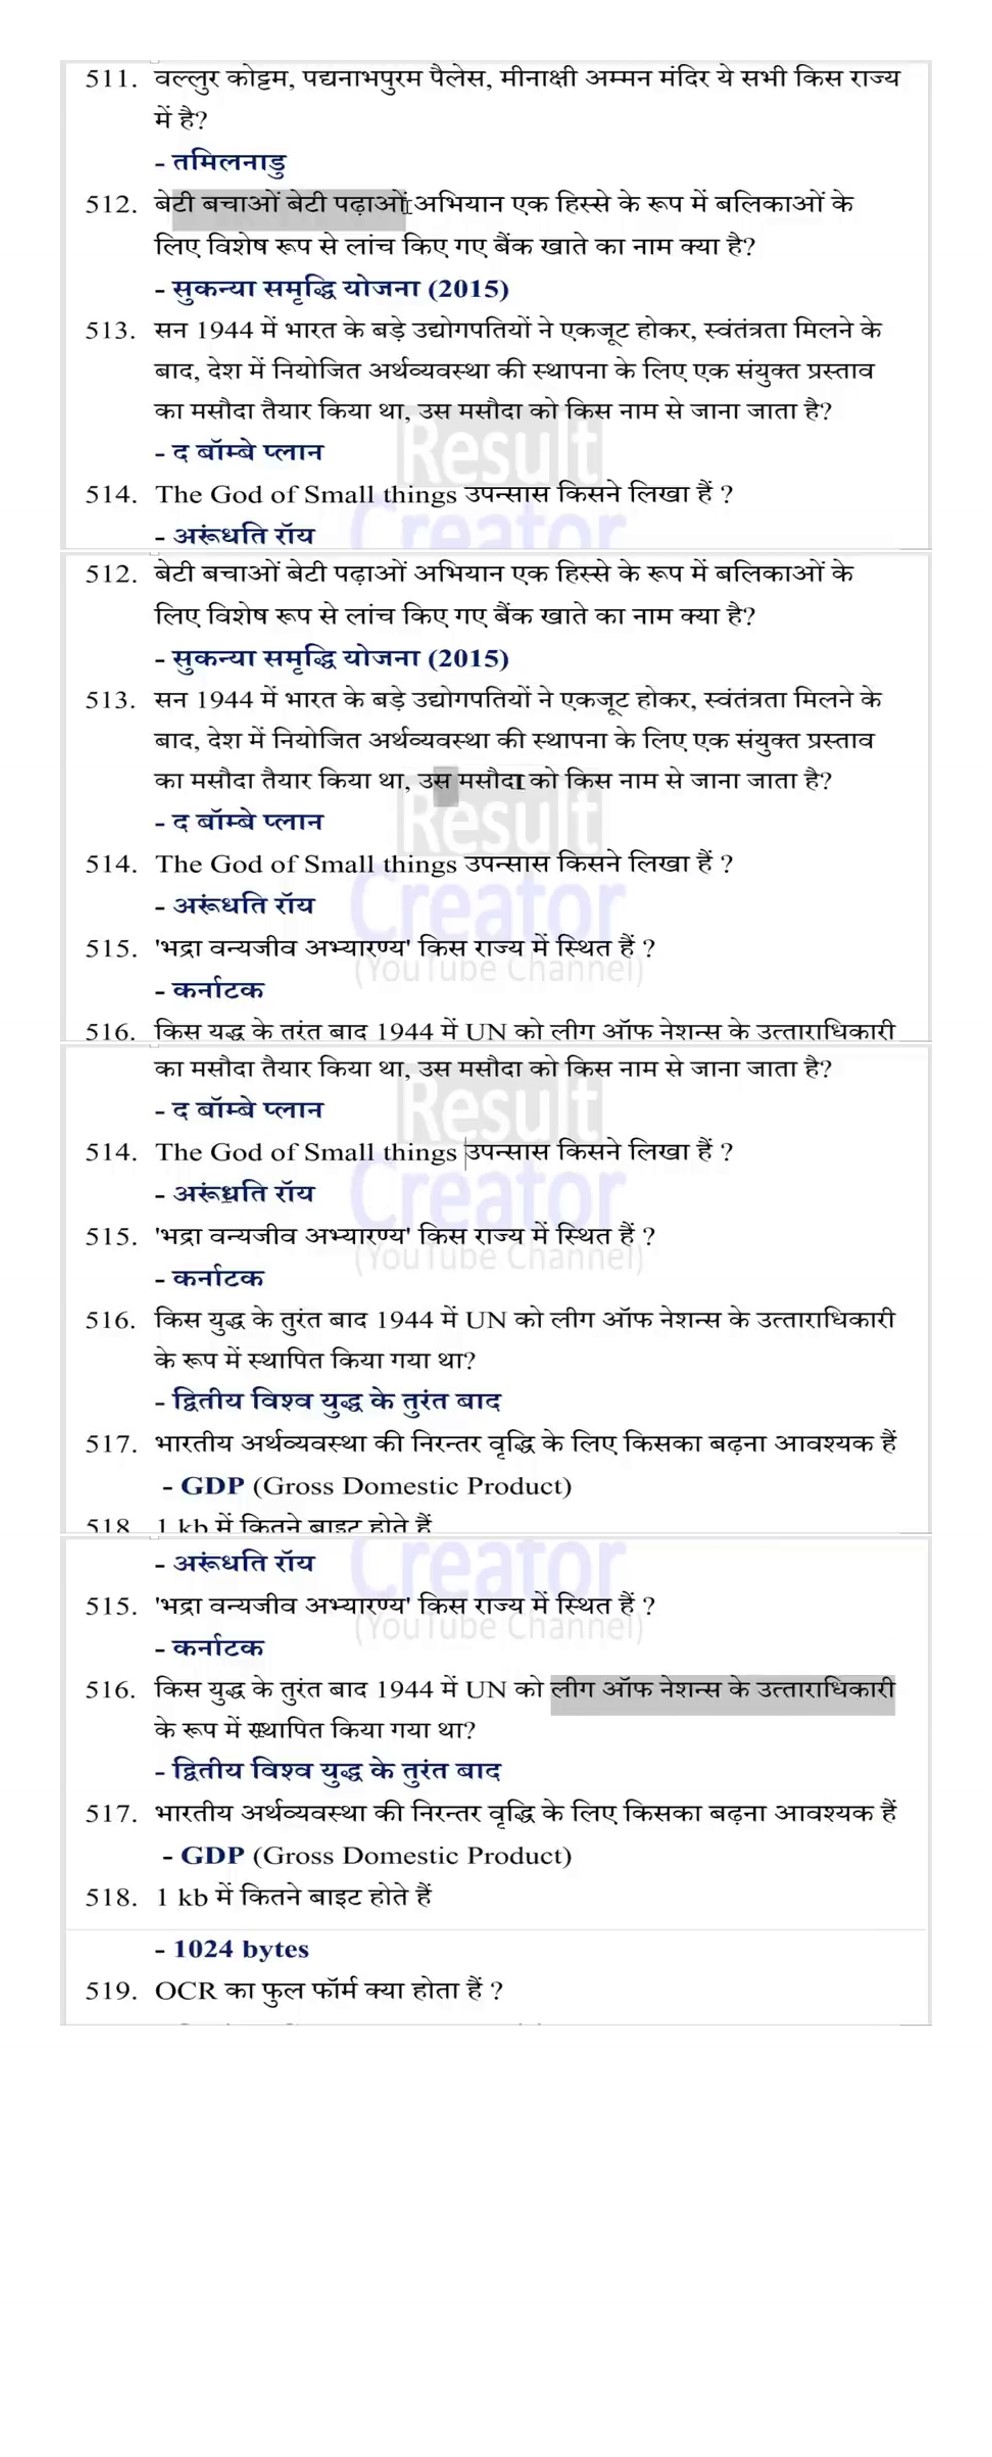 511. वल्लुर कोट्टम, पद्यनाभपुरम पैलेस, मीनाक्षी अम्मन मंदिर ये सभी किस राज्य
में है?
- तमिलनाडु
512. बेटी बचाओं बेटी पढ़ाओं अभियान एक हिस्से के रूप में बलिकाओं के
लिए विशेष रूप से लांच किए गए बैंक खाते का नाम क्या है?
- सुकन्या समृद्धि योजना (2015)
513. सन 1944 में भारत के बड़े उद्योगपतियों ने एकजूट होकर, स्वंतंत्रता मिलने के
बाद, देश में नियोजित अर्थव्यवस्था की स्थापना के लिए एक संयुक्त प्रस्ताव
का मसौदा तैयार किया था, उस मसौदा को किस नाम से जाना जाता है?
- द बॉम्बे प्लान
Result
514. The God of Small things उपन्सास किसने लिखा हैं ?
Creator
- अरूंधति रॉय
512. बेटी बचाओं बेटी पढ़ाओं अभियान एक हिस्से के रूप में बलिकाओं के
लिए विशेष रूप से लांच किए गए बैंक खाते का नाम क्या है?
- सुकन्या समृद्धि योजना (2015)
513. सन 1944 में भारत के बड़े उद्योगपतियों ने एकजूट होकर, स्वंतंत्रता मिलने के
बाद, देश में नियोजित अर्थव्यवस्था की स्थापना के लिए एक संयुक्त प्रस्ताव
का मसौदा तैयार किया था, उस मसौदा को किस नाम से जाना जाता है?
- द बॉम्बे प्लान
Result
514. The God of Small things उपन्सास किसने लिखा हैं ?
- अरूंधति रॉय
Creator
515. 'भद्रा वन्यजीव अभ्यारण्य' किस राज्य में स्थित हैं ?
(YouTube Channel)
- कर्नाटक
516. किस युद्ध के तुरंत बाद 1944 में UN को लीग ऑफ नेशन्स के उत्ताराधिकारी
का मसौदा तैयार किया था, उस मसौदा को किस नाम से जाना जाता है?
- द बॉम्बे प्लान
Result
514. The God of Small things उपन्सास किसने लिखा हैं ?
- अरूंधति रॉय
Creator
515. 'भद्रा वन्यजीव अभ्यारण्य' किस राज्य में स्थित हैं ?
(YouTube Channel)
- कर्नाटक
516. किस युद्ध के तुरंत बाद 1944 में UN को लीग ऑफ नेशन्स के उत्ताराधिकारी
के रूप में स्थापित किया गया था?
- द्वितीय विश्व युद्ध के तुरंत बाद
517. भारतीय अर्थव्यवस्था की निरन्तर वृद्धि के लिए किसका बढ़ना आवश्यक हैं
- GDP (Gross Domestic Product)
518. 1 kb में कितने बाइट होते हैं
- अरूंधति रॉय
Creator
515. 'भद्रा वन्यजीव अभ्यारण्य' किस राज्य में स्थित हैं ?
(YouTube Channel)
- कर्नाटक
516. किस युद्ध के तुरंत बाद 1944 में UN को लीग ऑफ नेशन्स के उत्ताराधिकारी
के रूप में स्थापित किया गया था?
- द्वितीय विश्व युद्ध के तुरंत बाद
517. भारतीय अर्थव्यवस्था की निरन्तर वृद्धि के लिए किसका बढ़ना आवश्यक हैं
- GDP (Gross Domestic Product)
518. 1 kb में कितने बाइट होते हैं
- 1024 bytes
519. OCR का फुल फॉर्म क्या होता हैं ?